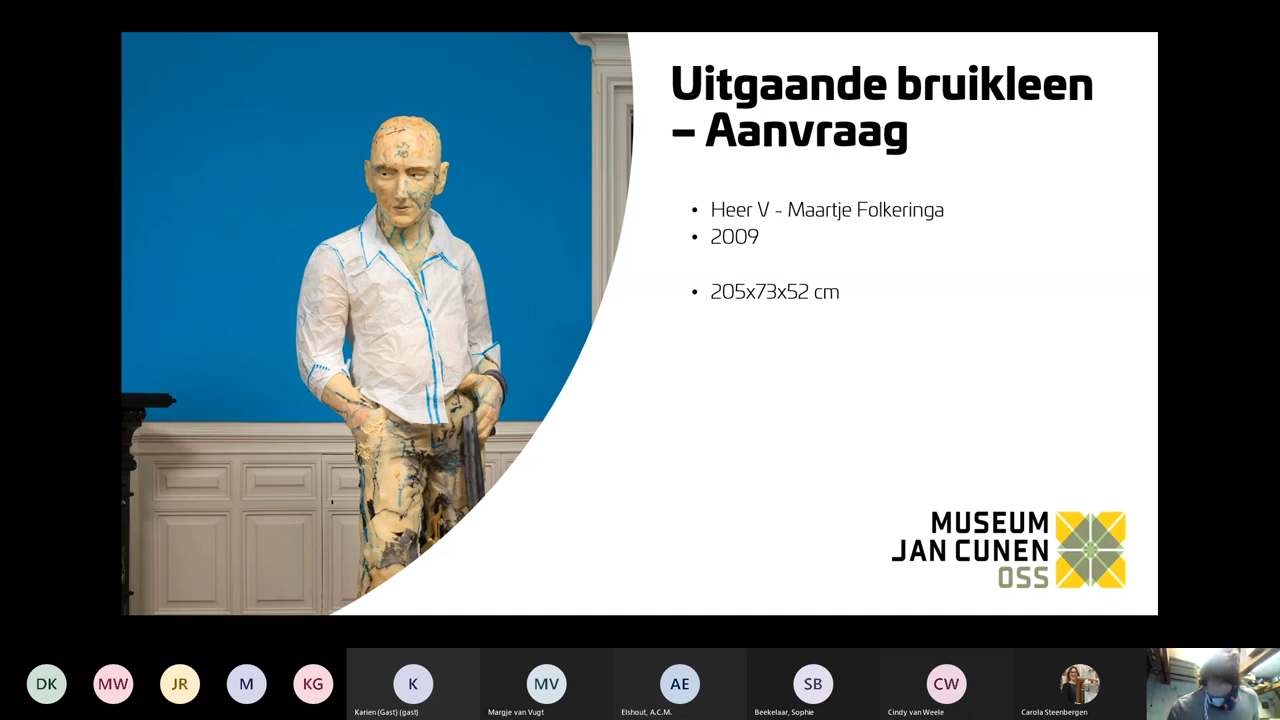 Uitgaande bruikleen
– Aanvraag
• Heer V - Maartje Folkeringa
• 2009
• 205x73x52 cm
MUSEUM
JAN CUNEN
OSS
DK
MW
JR
M
KG
K
MV
AE
SB
CW
Karien (Gast) (gast)
Margje van Vugt
Elshout, A.C.M.
Beekelaar, Sophie
Cindy van Weele
Carola Steenbergen